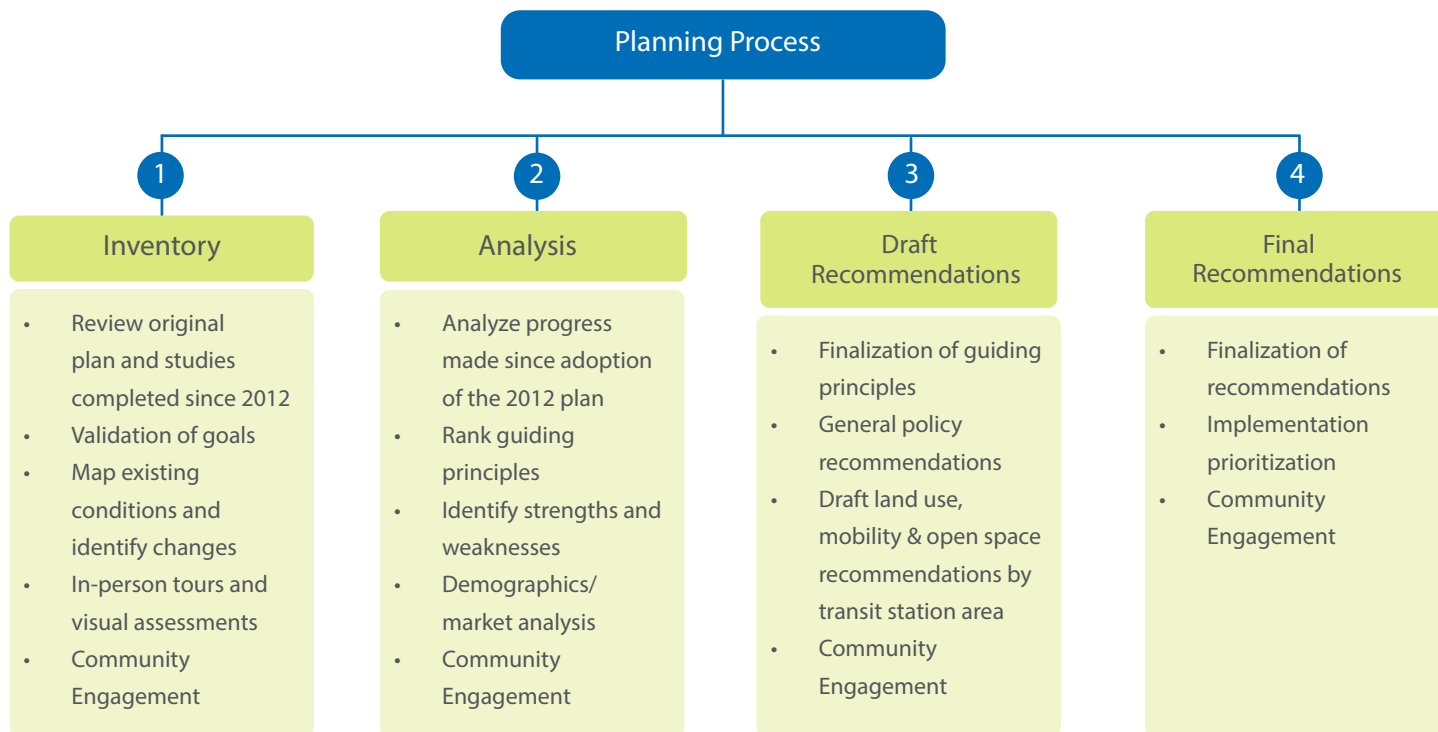 Planning Process
1
Inventory
• Review original
plan and studies
completed since 2012
• Validation of goals
• Map existing
conditions and
identify changes
• In-person tours and
visual assessments
• Community
Engagement
2
Analysis
• Analyze progress
made since adoption
of the 2012 plan
• Rank guiding
principles
• Identify strengths and
weaknesses
• Demographics/
market analysis
• Community
Engagement
3
Draft
Recommendations
• Finalization of guiding
principles
• General policy
recommendations
• Draft land use,
mobility & open space
recommendations by
transit station area
• Community
Engagement
4
Final
Recommendations
• Finalization of
recommendations
• Implementation
prioritization
• Community
Engagement